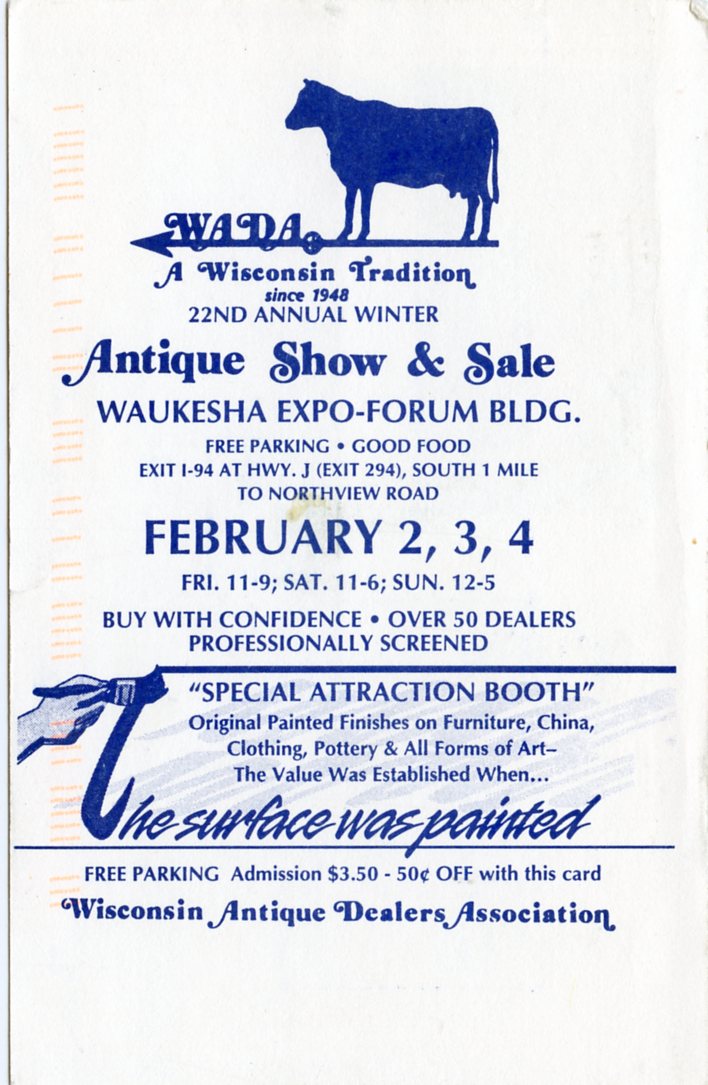 WADA
A Wisconsin Tradition
since 1948
22ND ANNUAL WINTER
Antique Show & Sale
WAUKESHA EXPO-FORUM BLDG.
FREE PARKING • GOOD FOOD
EXIT I-94 AT HWY. J (EXIT 294), SOUTH 1 MILE
TO NORTHVIEW ROAD
FEBRUARY 2, 3, 4
FRI. 11-9; SAT. 11-6; SUN. 12-5
BUY WITH CONFIDENCE • OVER 50 DEALERS
PROFESSIONALLY SCREENED
“SPECIAL ATTRACTION BOOTH”
Original Painted Finishes on Furniture, China,
Clothing, Pottery & All Forms of Art–
The Value Was Established When...
The surface was painted
FREE PARKING Admission $3.50 - 50¢ OFF with this card
Wisconsin Antique Dealers Association